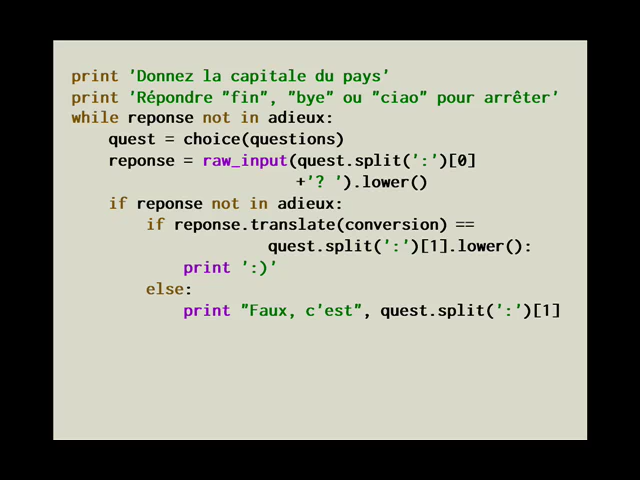 print 'Donnez la capitale du pays'
print 'Répondre "fin", "bye" ou "ciao" pour arrêter'
while reponse not in adieux:
    quest = choice(questions)
    reponse = raw_input(quest.split(':')[0]
                        +'? ').lower()
    if reponse not in adieux:
        if reponse.translate(conversion) ==
                     quest.split(':')[1].lower():
            print ':)'
        else:
            print "Faux, c'est", quest.split(':')[1]